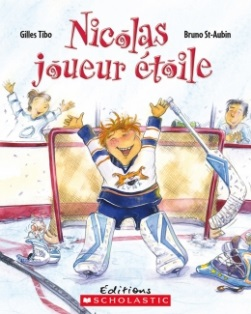 Gilles Tibo
Bruno St-Aubin
Nicolas
joueur étoile
Éditions
SCHOLASTIC